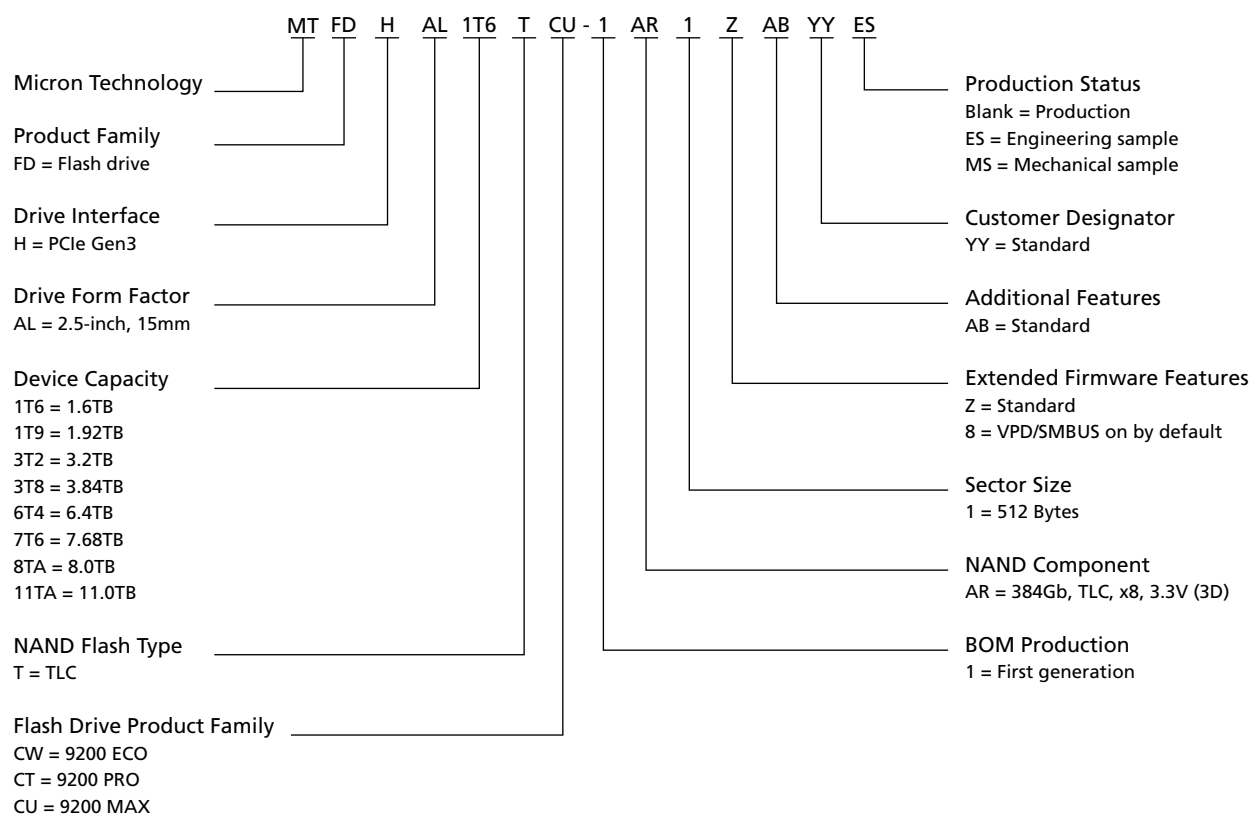 MT FD H AL 1T6 T CU - 1 AR 1 Z AB YY ES
Micron Technology
Product Family
FD = Flash drive
Drive Interface
H = PCIe Gen3
Drive Form Factor
AL = 2.5-inch, 15mm
Device Capacity
1T6 = 1.6TB
1T9 = 1.92TB
3T2 = 3.2TB
3T8 = 3.84TB
6T4 = 6.4TB
7T6 = 7.68TB
8TA = 8.0TB
11TA = 11.0TB
NAND Flash Type
T = TLC
Flash Drive Product Family
CW = 9200 ECO
CT = 9200 PRO
CU = 9200 MAX
Production Status
Blank = Production
ES = Engineering sample
MS = Mechanical sample
Customer Designator
YY = Standard
Additional Features
AB = Standard
Extended Firmware Features
Z = Standard
8 = VPD/SMBUS on by default
Sector Size
1 = 512 Bytes
NAND Component
AR = 384Gb, TLC, x8, 3.3V (3D)
BOM Production
1 = First generation